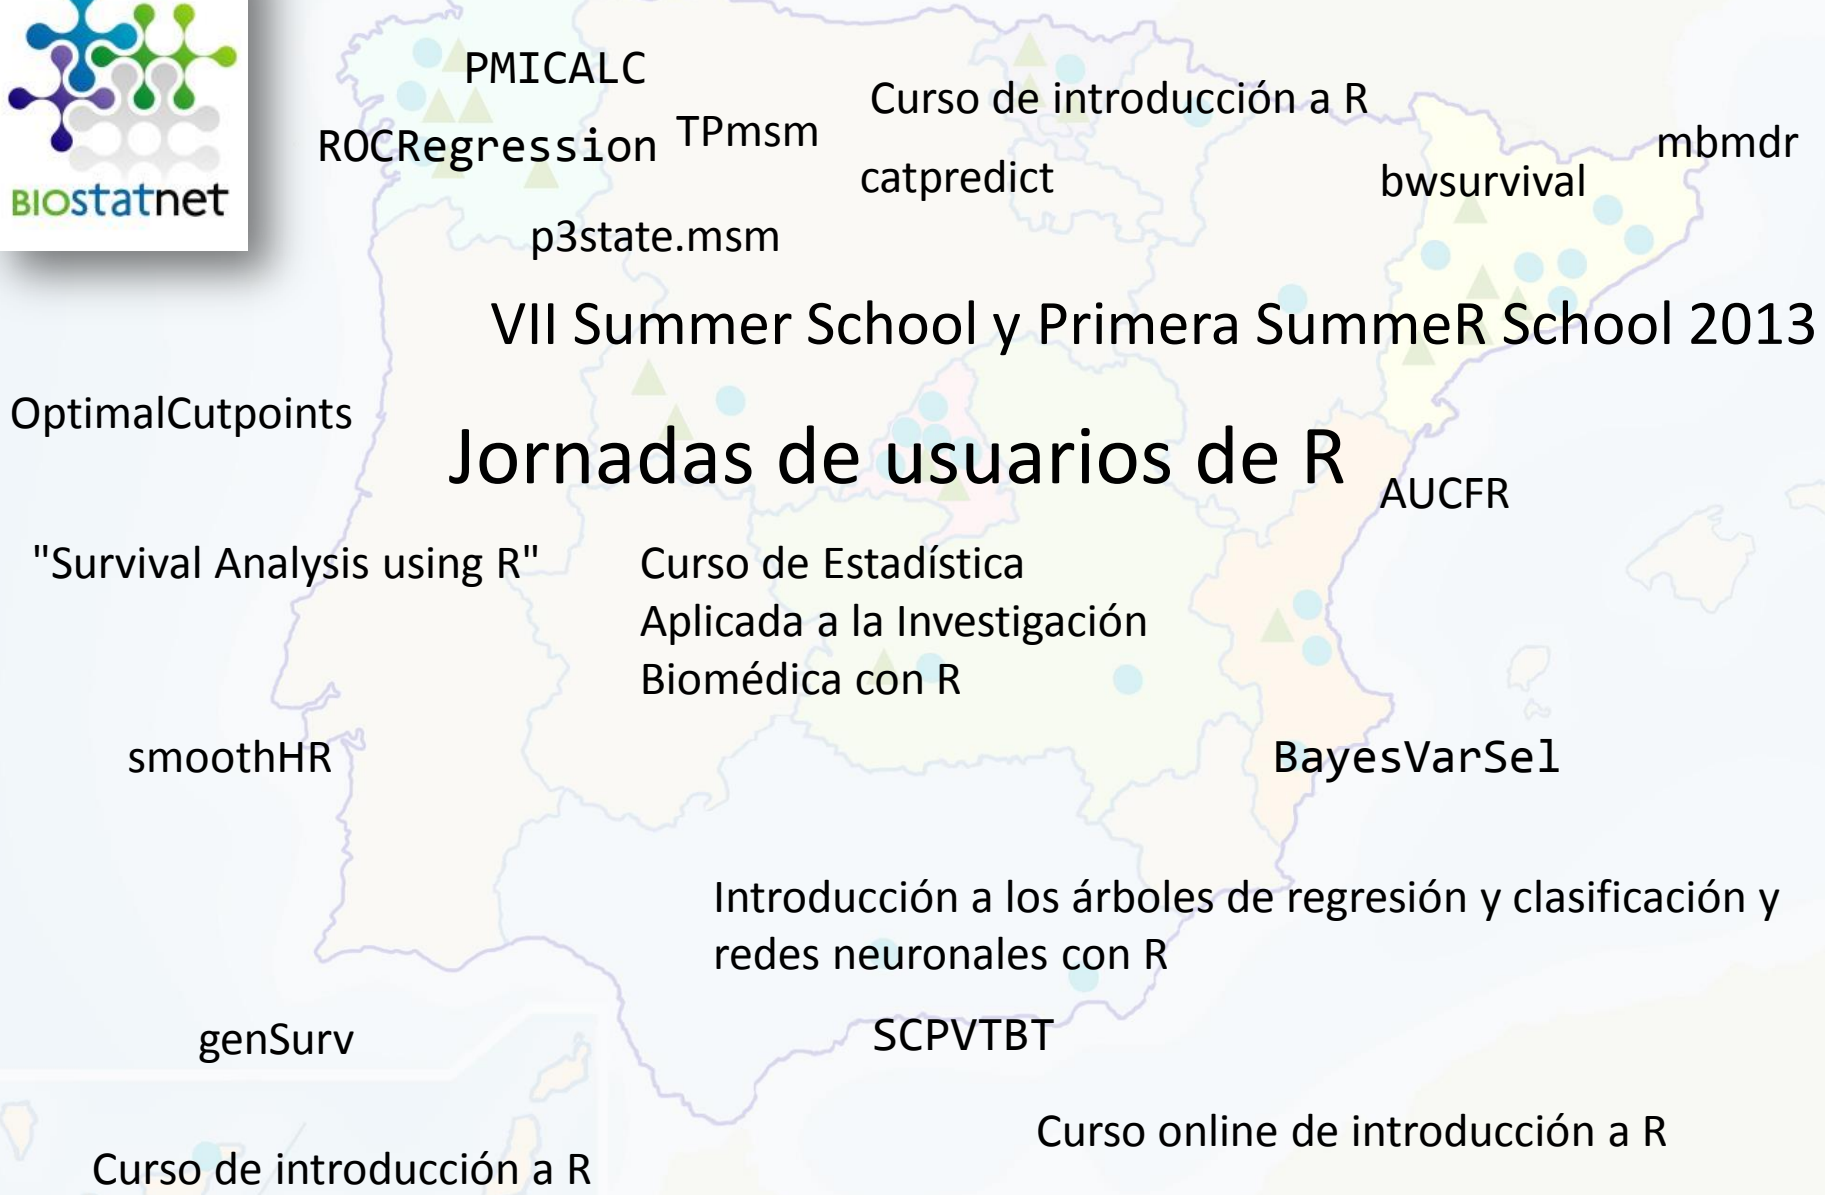 PMICALC
Curso de introducción a R
ROCRegression
TPmsm
mbmdr
catpredict
bwsurvival
BIOstatnet
p3state.msm
VII Summer School y Primera SummeR School 2013
OptimalCutpoints
Jornadas de usuarios de R
AUCFR
"Survival Analysis using R"
Curso de Estadística
Aplicada a la Investigación
Biomédica con R
smoothHR
BayesVarSel
Introducción a los árboles de regresión y clasificación y
redes neuronales con R
genSurv
SCPVTBT
Curso online de introducción a R
Curso de introducción a R